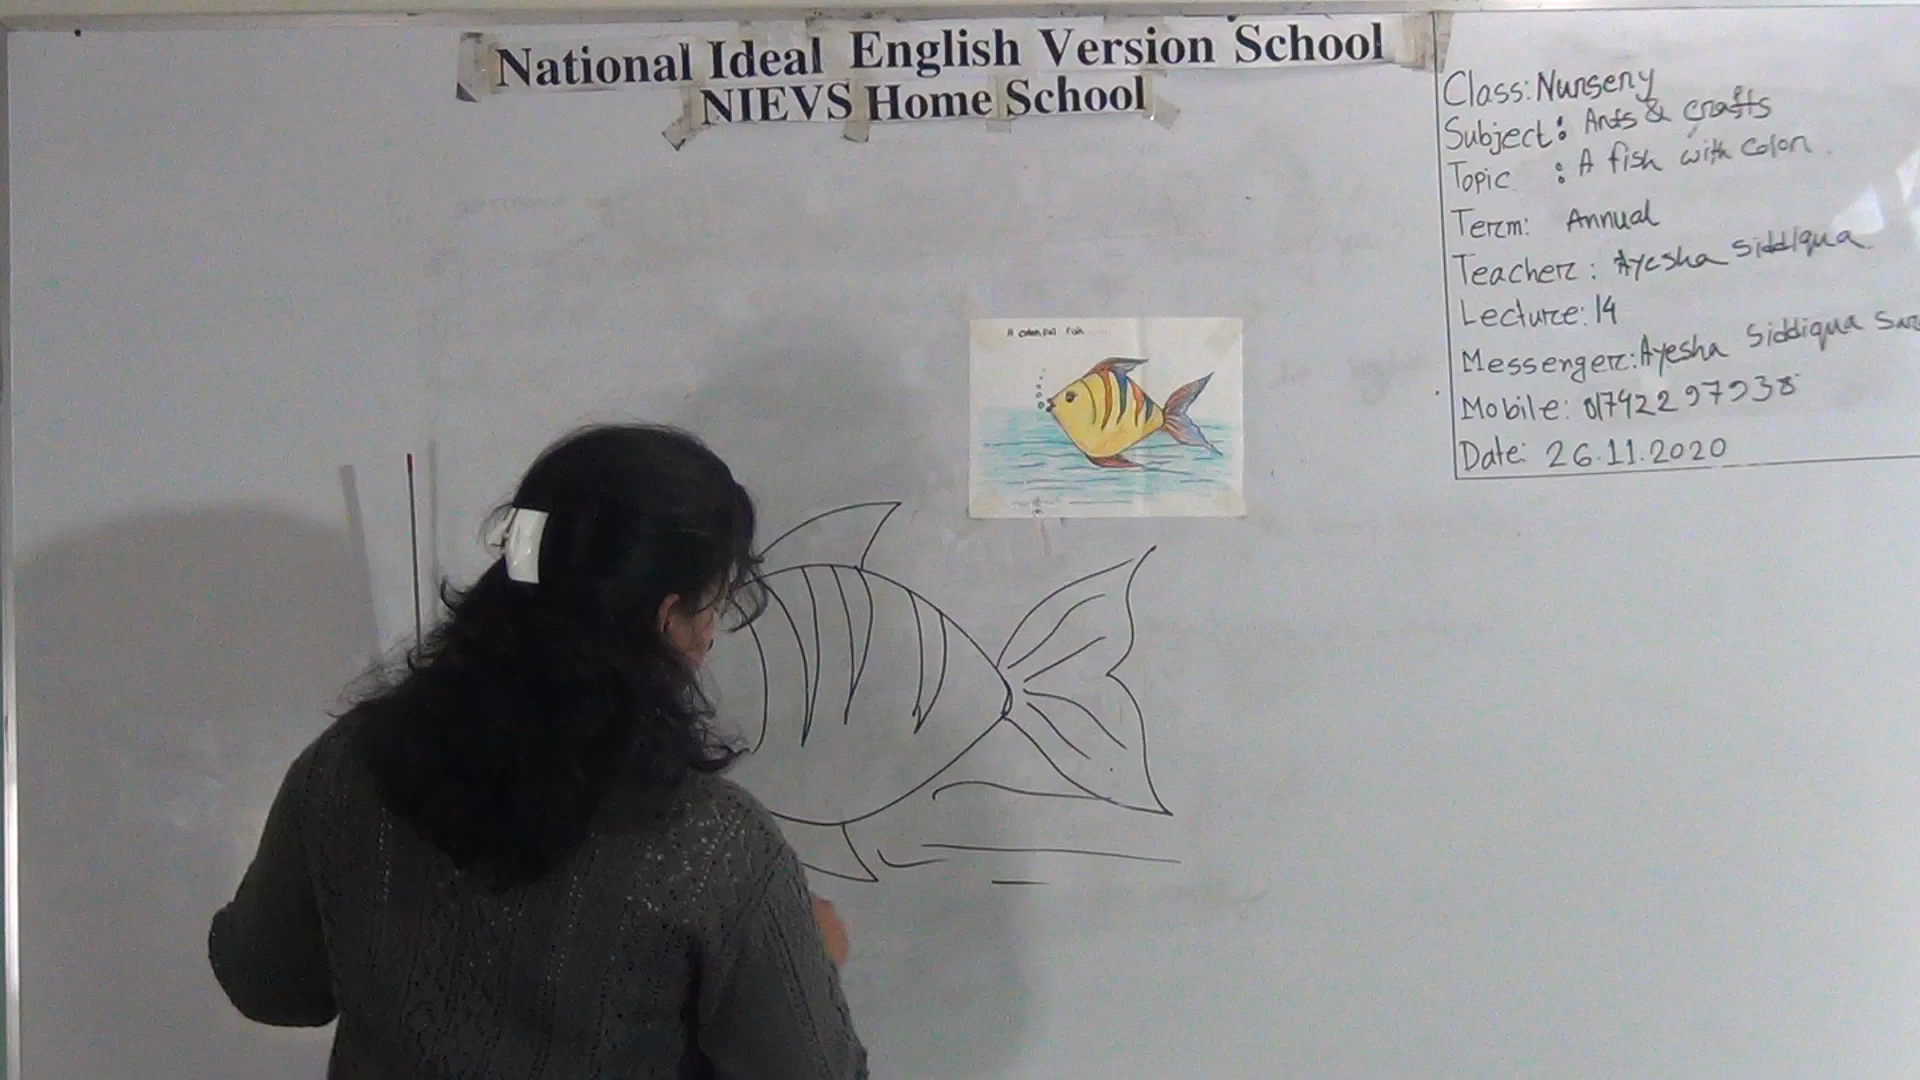 National Ideal English Version School
NIEVS Home School
Class: Nursery
Subject: Arts & crafts
Topic : A fish with Color.
Term: Annual
Teacher: Ayesha Siddiqua
Lecture: 14
Messenger: Ayesha Siddiqua
Mobile: 01792297938
Date: 26.11.2020
A colorful fish